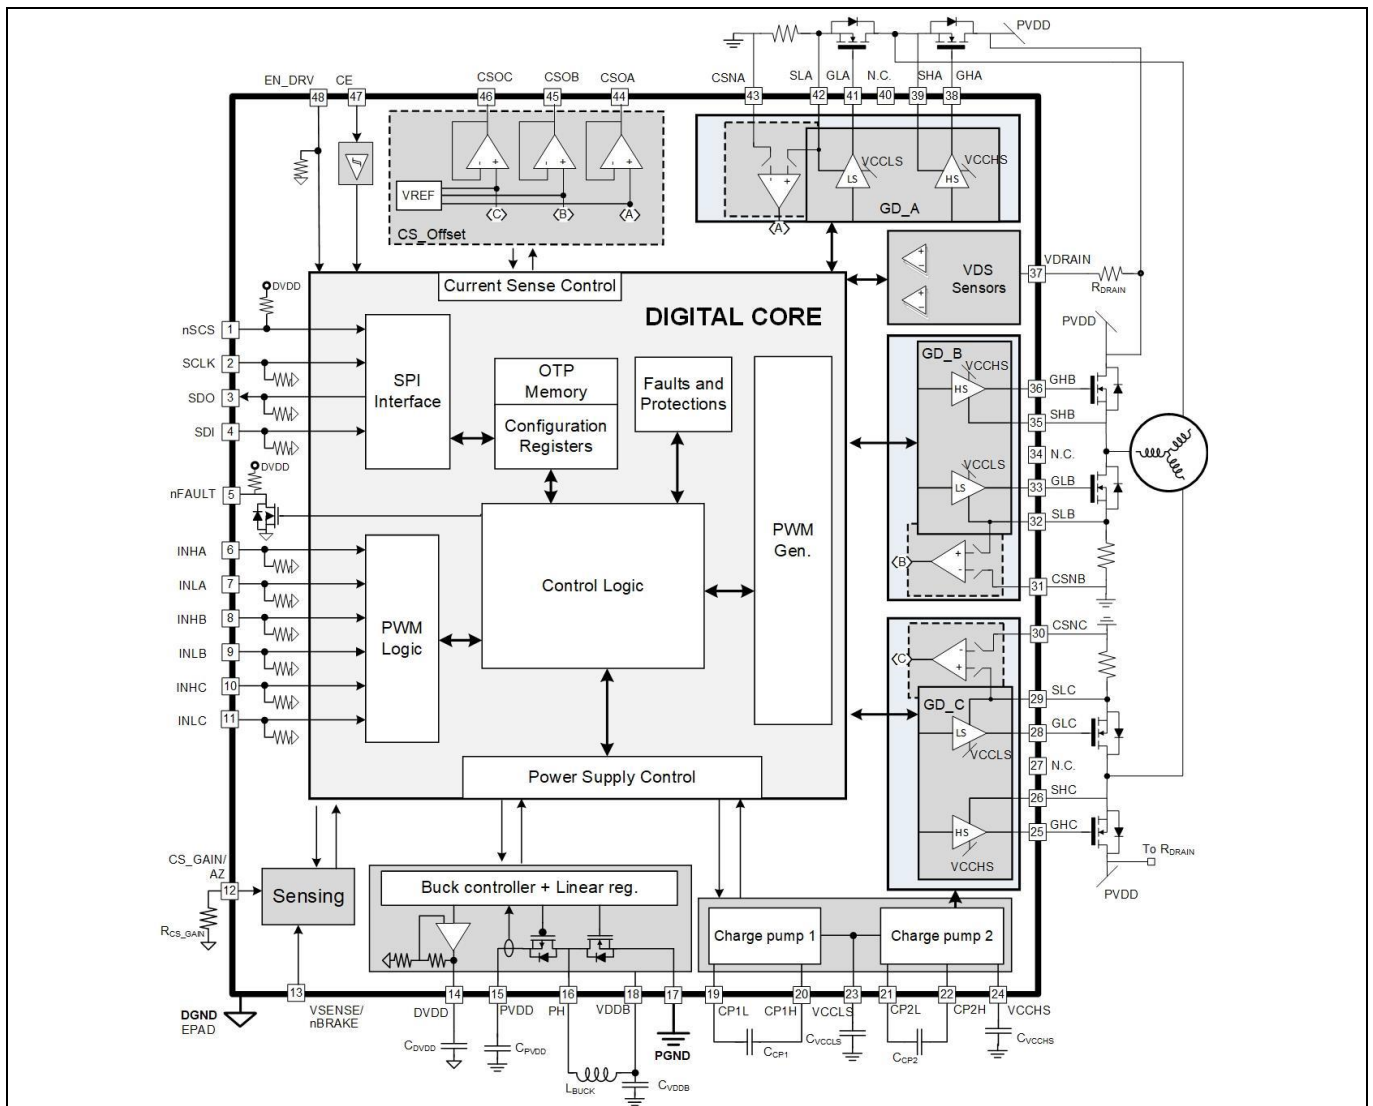 PVDD
EN_DRV CE CSOC CSOB CSOA CSNA SLA GLA N.C. SHA GHA
48 47 46 45 44 43 42 41 40 39 38
VREF
⟨C⟩ ⟨B⟩ ⟨A⟩
CS_Offset
LS VCCLS HS VCCHS
GD_A
⟨A⟩
Current Sense Control
DIGITAL CORE
VDS
Sensors
37 VDRAIN
RDRAIN
DVDD
nSCS 1
SCLK 2
SDO 3
SDI 4
DVDD
nFAULT 5
INHA 6
INLA 7
INHB 8
INLB 9
INHC 10
INLC 11
SPI
Interface
OTP
Memory
Configuration
Registers
Faults and
Protections
PWM
Logic
Control Logic
PWM
Gen.
Power Supply Control
PVDD
GD_B
VCCHS
HS
36 GHB
35 SHB
34 N.C.
VCCLS
LS
33 GLB
32 SLB
⟨B⟩
31 CSNB
30 CSNC
⟨C⟩
29 SLC
GD_C
LS
28 GLC
VCCLS
27 N.C.
26 SHC
HS
25 GHC
VCCHS
To RDRAIN
PVDD
CS_GAIN/
AZ
12
RCS_GAIN
Sensing
Buck controller + Linear reg.
Charge pump 1
Charge pump 2
13 14 15 16 18 17 19 20 23 21 22 24
DGND
EPAD
VSENSE/
nBRAKE
DVDD PVDD PH VDDB CP1L CP1H VCCLS CP2L CP2H VCCHS
PGND
CDVDD CPVDD LBUCK CVDDB CCP1 CVCCLS CCP2 CVCCHS